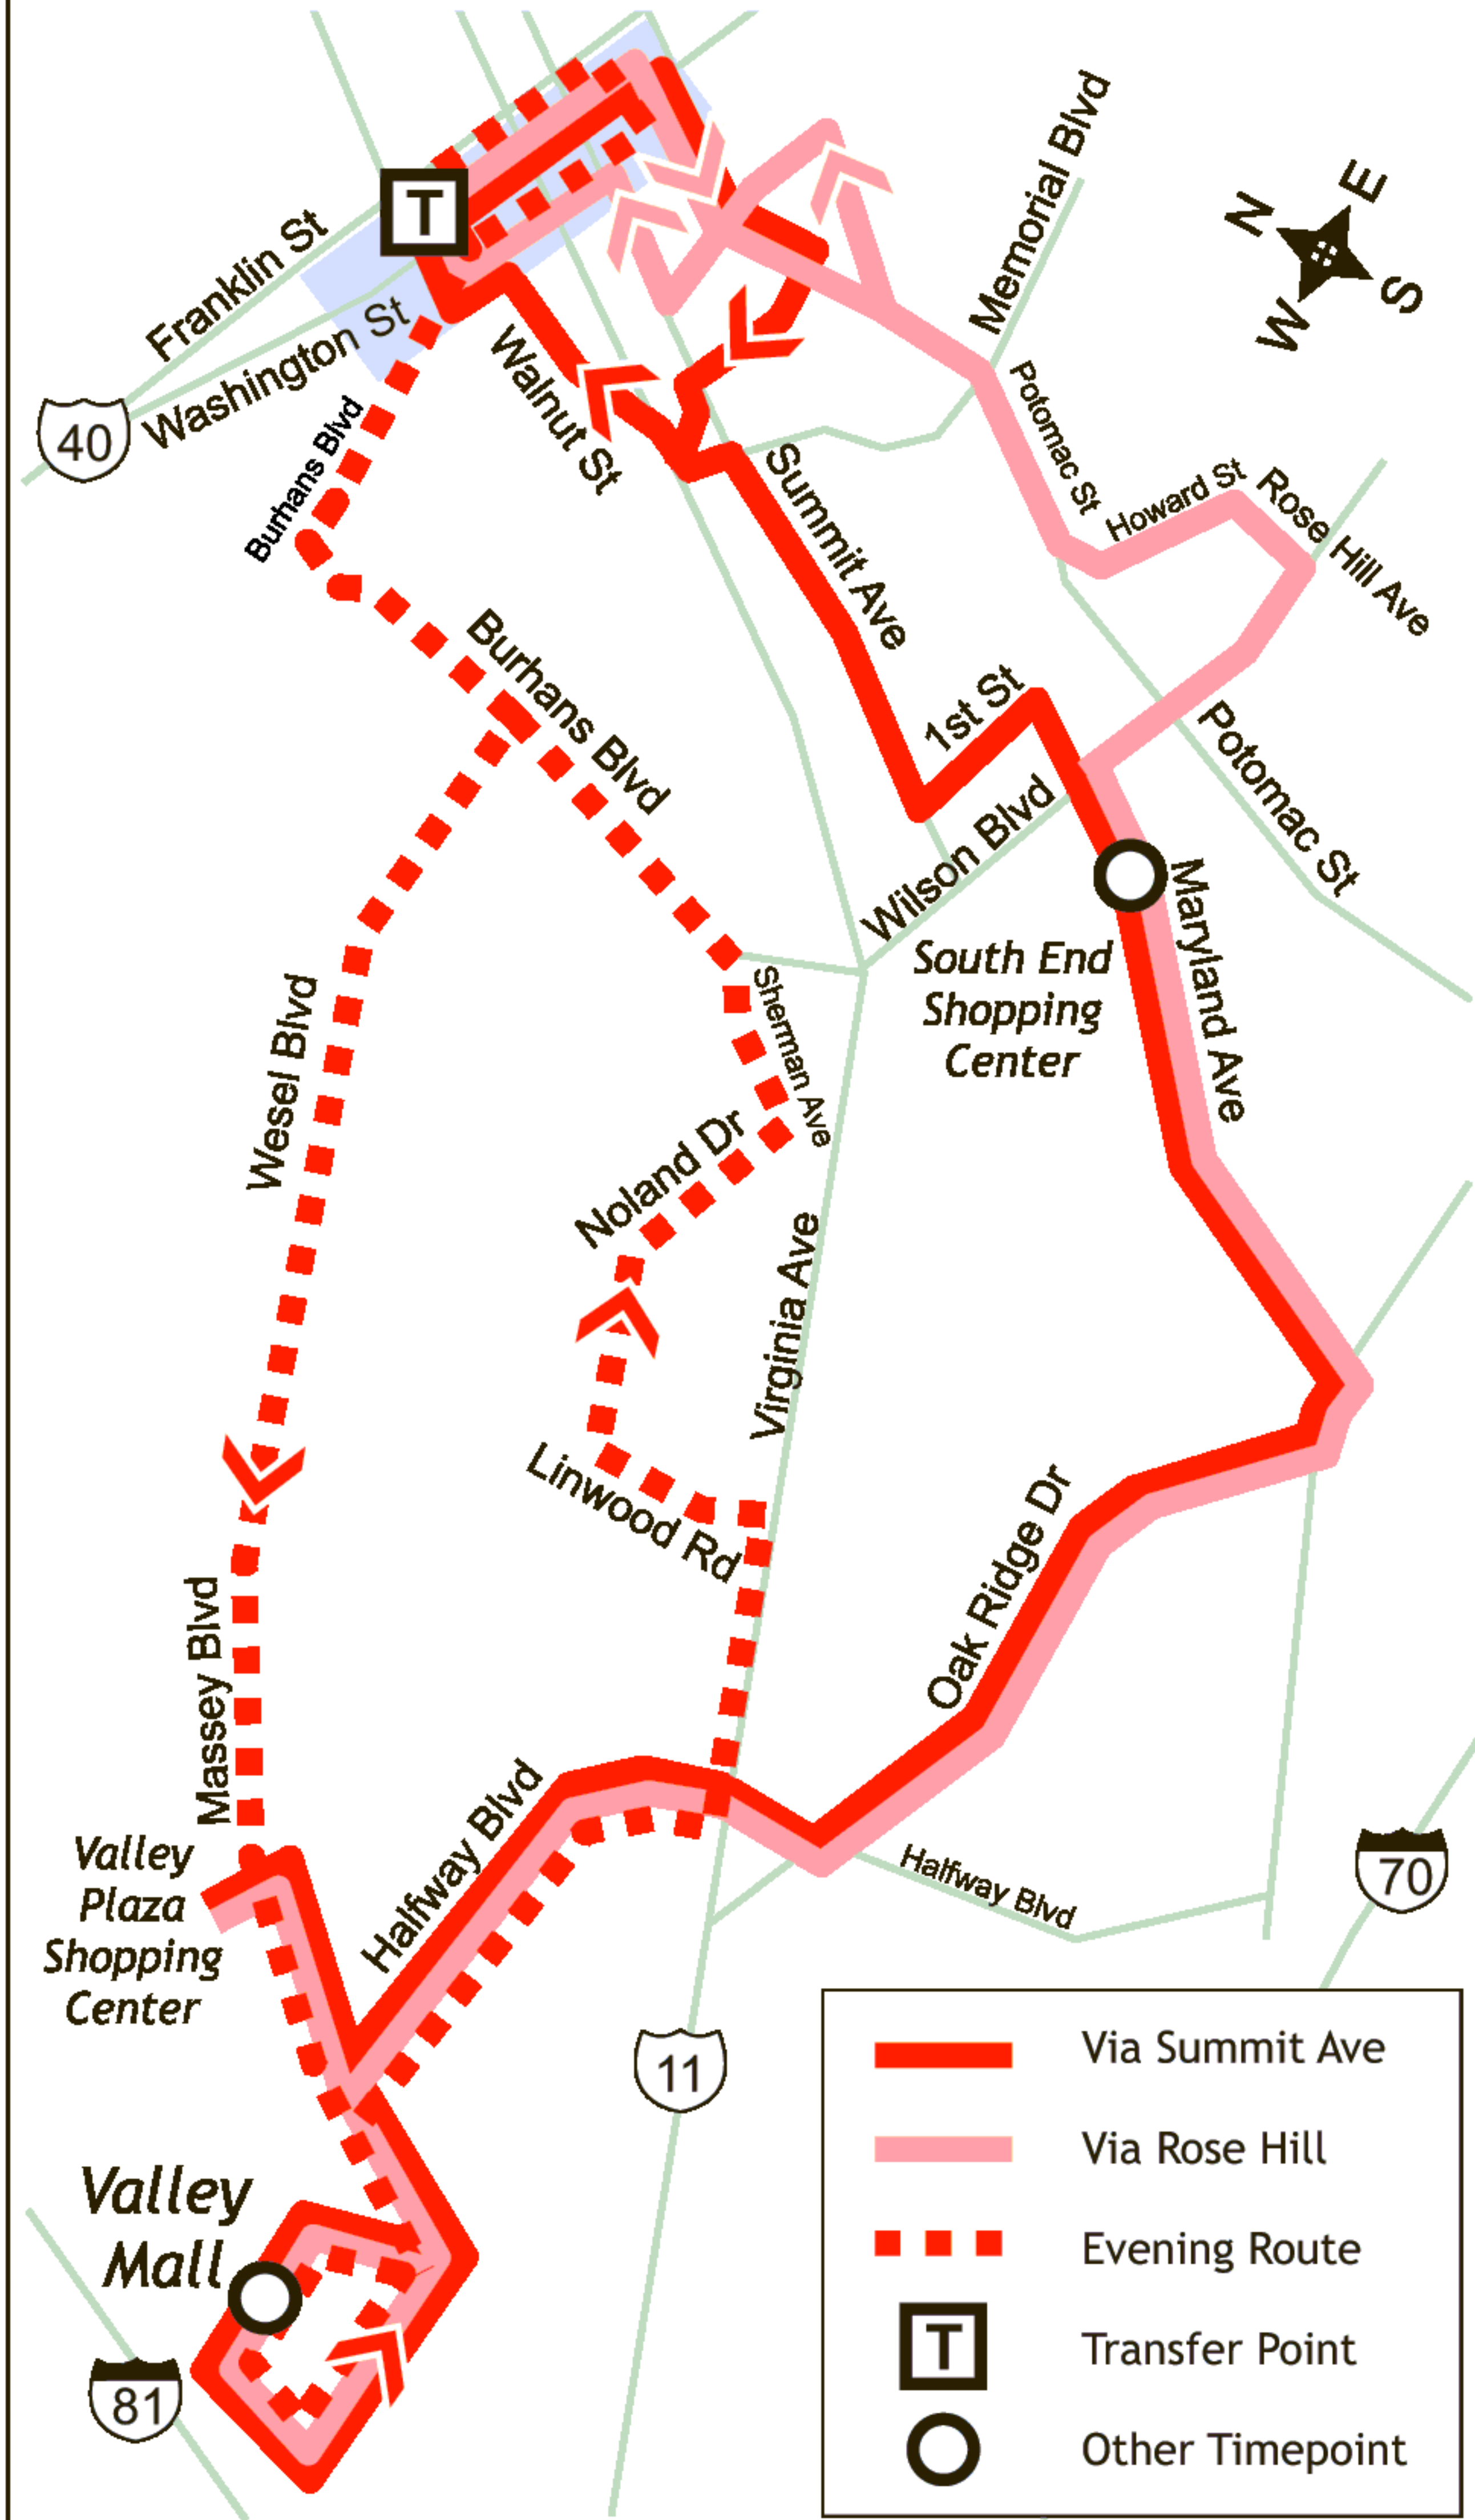 Memorial Blvd
N
E
S
W
T
Franklin St
Washington St
40
Burhans Blvd
Walnut St
Potomac St
Howard St
Rose Hill Ave
Summit Ave
Burhans Blvd
1st St
Wilson Blvd
Potomac St
South End
Shopping
Center
Maryland Ave
Sherman Ave
Wesel Blvd
Noland Dr
Virginia Ave
Linwood Rd
Oak Ridge Dr
Massey Blvd
Halfway Blvd
Valley
Plaza
Shopping
Center
Halfway Blvd
70
11
Valley
Mall
81
Via Summit Ave
Via Rose Hill
Evening Route
T
Transfer Point
Other Timepoint